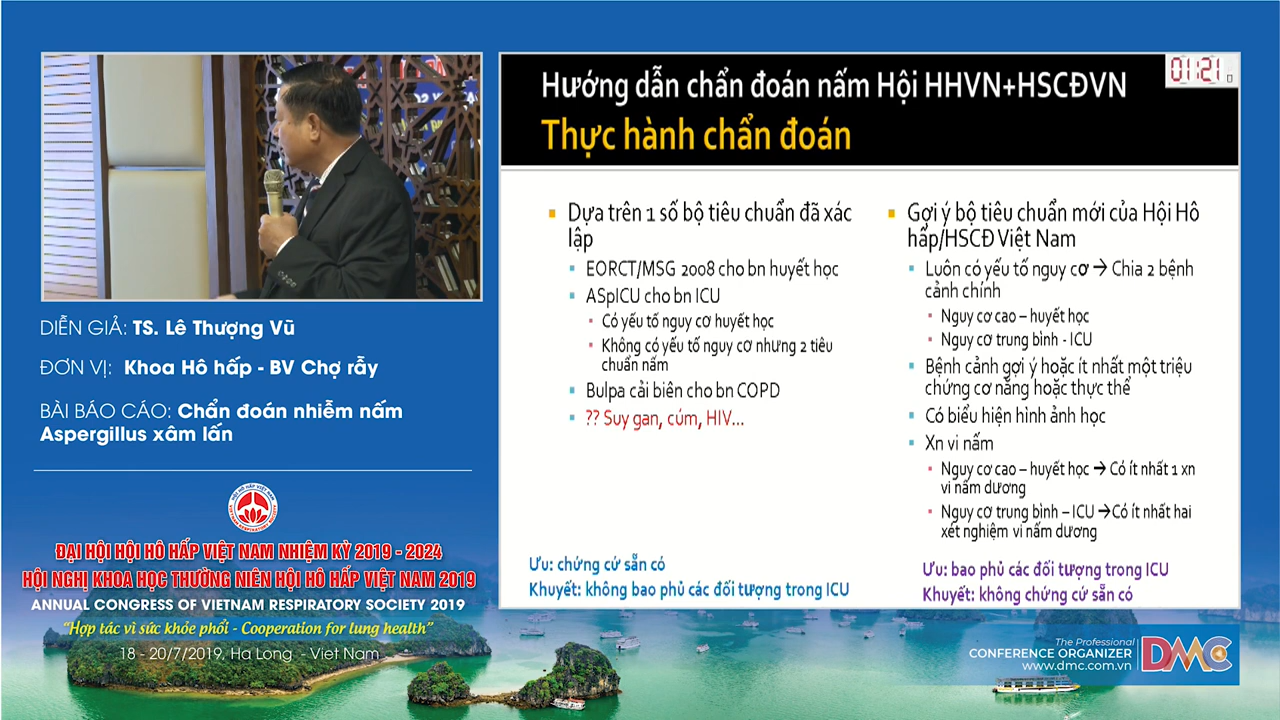 DIỄN GIẢ: TS. Lê Thượng Vũ
ĐƠN VỊ: Khoa Hô hấp - BV Chợ rẫy
BÀI BÁO CÁO: Chẩn đoán nhiễm nấm
Aspergillus xâm lấn
HỘI HÔ HẤP VIỆT NAM
VIETNAM RESPIRATORY SOCIETY
ĐẠI HỘI HỘI HÔ HẤP VIỆT NAM NHIỆM KỲ 2019 - 2024
HỘI NGHỊ KHOA HỌC THƯỜNG NIÊN HỘI HÔ HẤP VIỆT NAM 2019
ANNUAL CONGRESS OF VIETNAM RESPIRATORY SOCIETY 2019
“Hợp tác vì sức khỏe phổi - Cooperation for lung health”
18 - 20/7/2019, Ha Long - Viet Nam
01:21
Hướng dẫn chẩn đoán nấm Hội HHVN+HSCĐVN
Thực hành chẩn đoán
Dựa trên 1 số bộ tiêu chuẩn đã xác
lập
EORCT/MSG 2008 cho bn huyết học
ASpICU cho bn ICU
Có yếu tố nguy cơ huyết học
Không có yếu tố nguy cơ nhưng 2 tiêu
chuẩn nấm
Bulpa cải biên cho bn COPD
?? Suy gan, cúm, HIV...
Ưu: chứng cứ sẵn có
Khuyết: không bao phủ các đối tượng trong ICU
Gợi ý bộ tiêu chuẩn mới của Hội Hô
hấp/HSCĐ Việt Nam
Luôn có yếu tố nguy cơ → Chia 2 bệnh
cảnh chính
Nguy cơ cao – huyết học
Nguy cơ trung bình - ICU
Bệnh cảnh gợi ý hoặc ít nhất một triệu
chứng cơ năng hoặc thực thể
Có biểu hiện hình ảnh học
Xn vi nấm
Nguy cơ cao – huyết học → Có ít nhất 1 xn
vi nấm dương
Nguy cơ trung bình – ICU →Có ít nhất hai
xét nghiệm vi nấm dương
Ưu: bao phủ các đối tượng trong ICU
Khuyết: không chứng cứ sẵn có
The Professional
CONFERENCE ORGANIZER
www.dmc.com.vn
DMC